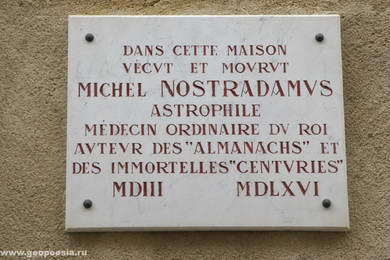 DANS CETTE MAISON
VÉCVT ET MOVRVT
MICHEL NOSTRADAMVS
ASTROPHILE
MÉDECIN ORDINAIRE DV ROI
AVTEVR DES "ALMANACHS" ET
DES IMMORTELLES "CENTVRIES"
MDIII MDLXVI
www.geopoesia.ru